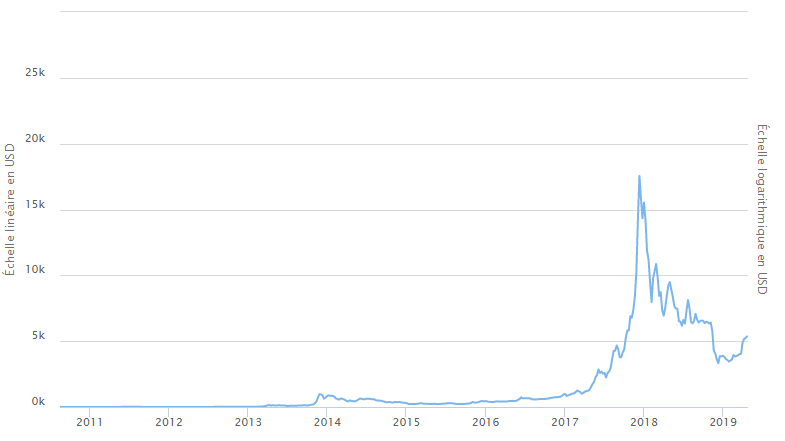 25k
20k
15k
10k
5k
0k
Échelle linéaire en USD
Échelle logarithmique en USD
2011 2012 2013 2014 2015 2016 2017 2018 2019